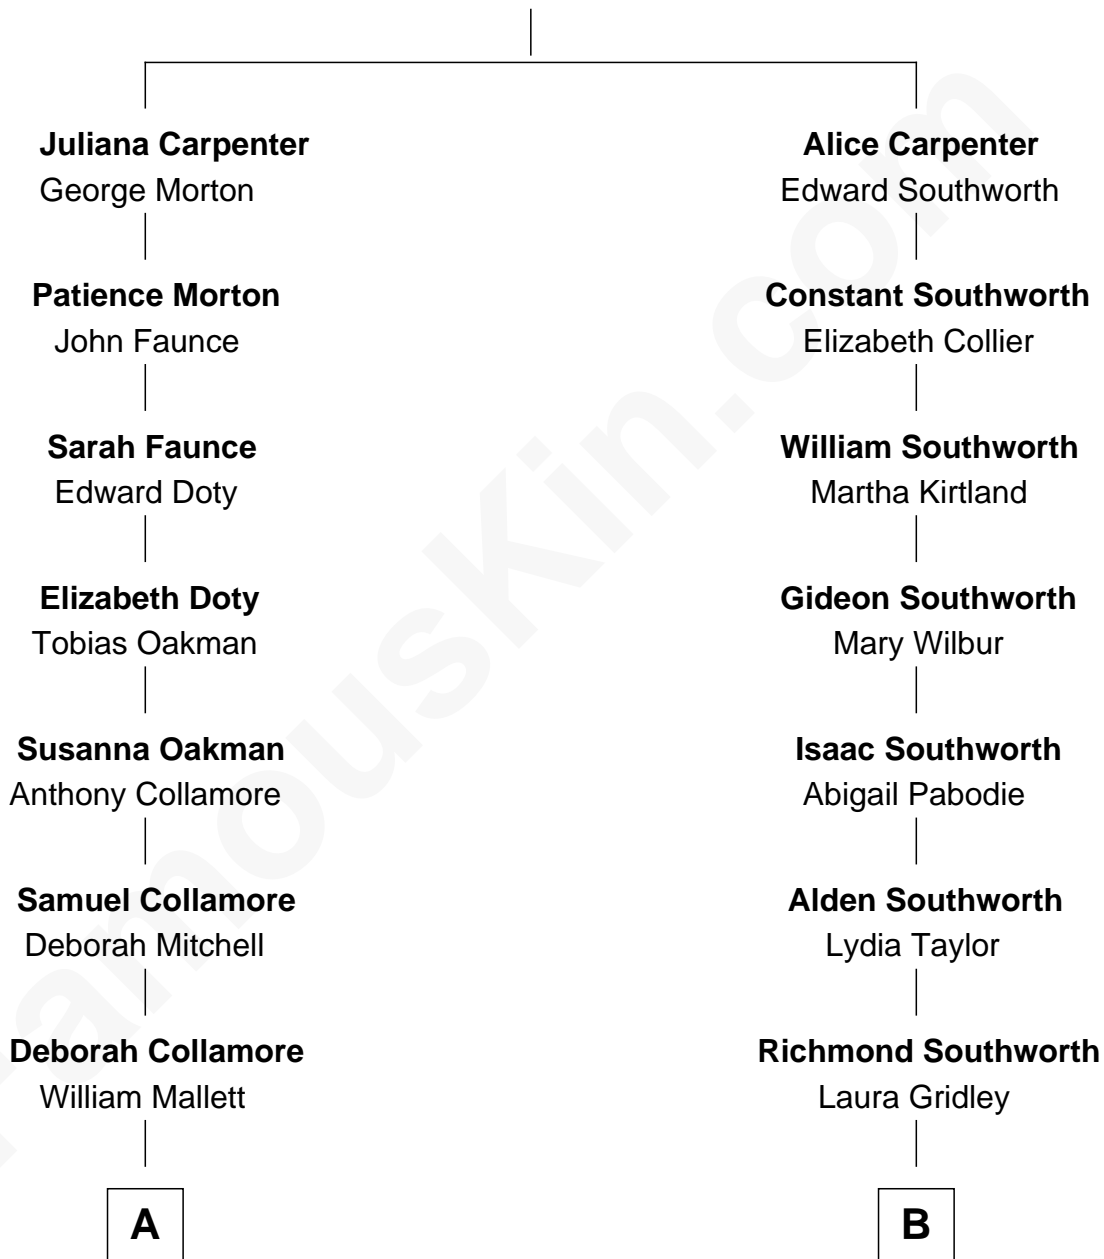 Juliana Carpenter
George Morton
Alice Carpenter
Edward Southworth
Patience Morton
John Faunce
Constant Southworth
Elizabeth Collier
Sarah Faunce
Edward Doty
William Southworth
Martha Kirtland
Elizabeth Doty
Tobias Oakman
Gideon Southworth
Mary Wilbur
Susanna Oakman
Anthony Collamore
Isaac Southworth
Abigail Pabodie
Samuel Collamore
Deborah Mitchell
Alden Southworth
Lydia Taylor
Deborah Collamore
William Mallett
Richmond Southworth
Laura Gridley
A
B
FamousKin.com